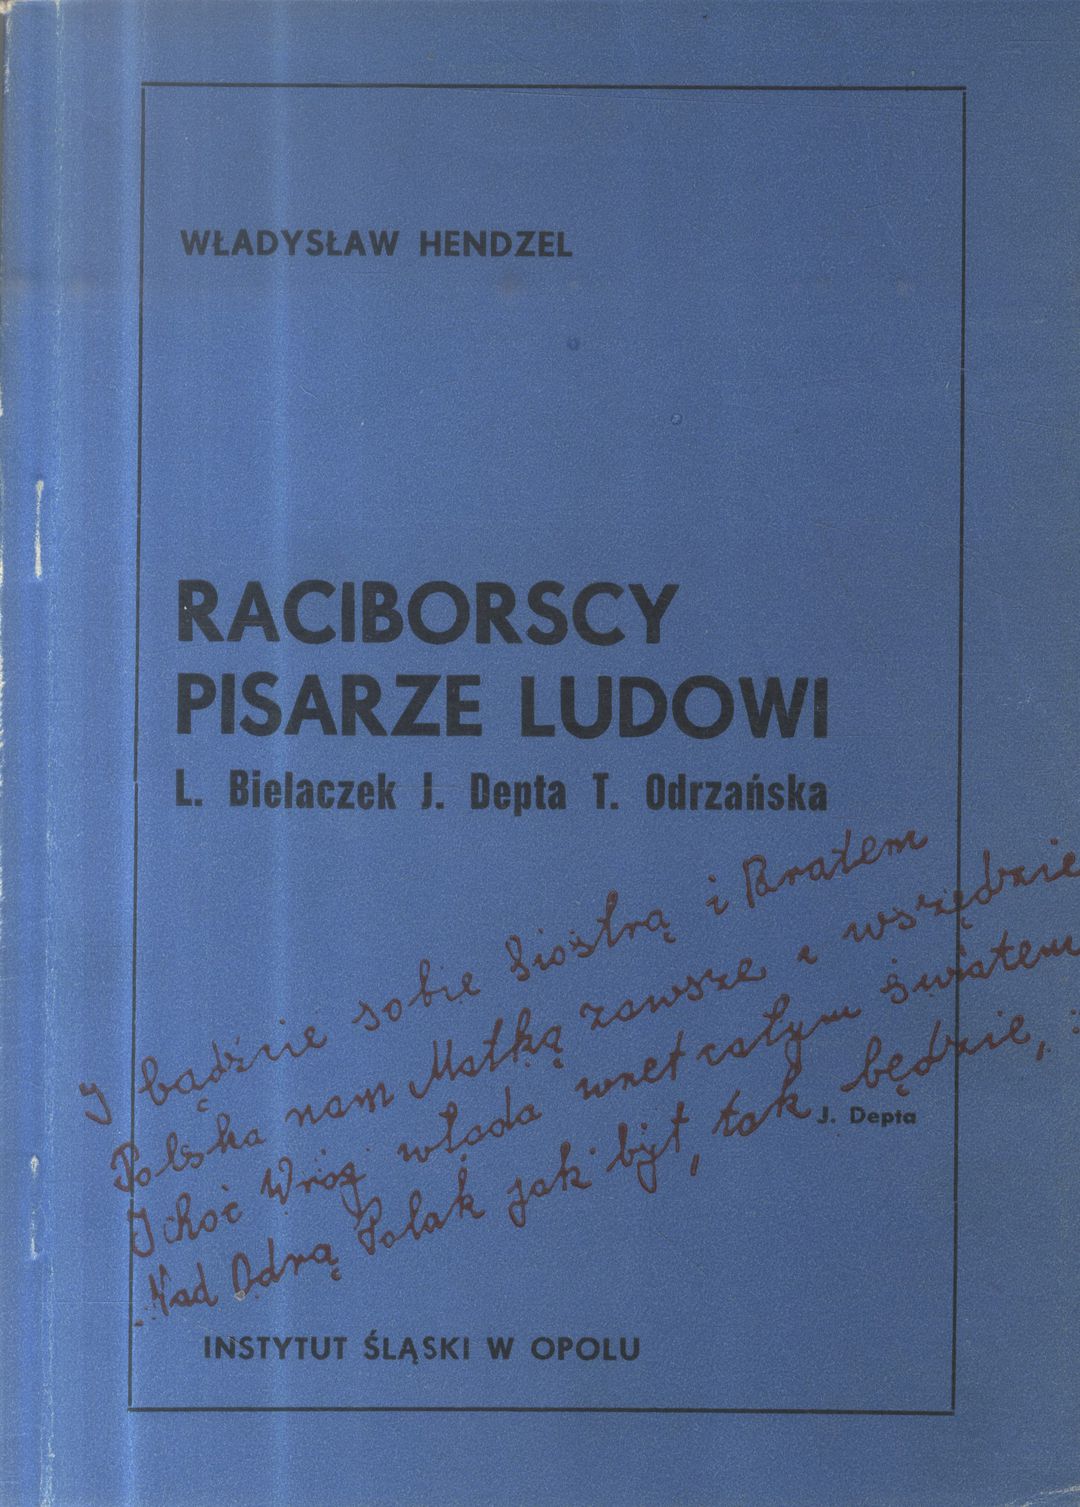 WŁADYSŁAW HENDZEL
RACIBORSCY
PISARZE LUDOWI
L. Bielaczek J. Depta T. Odrzańska
I bądźcie sobie Siostrą i Bratem
Polska nam Matką zawsze i wszędzie
I choć Wróg włada wnet całym światem
Nad Odrą Polak jak był, tak będzie,
J. Depta
INSTYTUT ŚLĄSKI W OPOLU